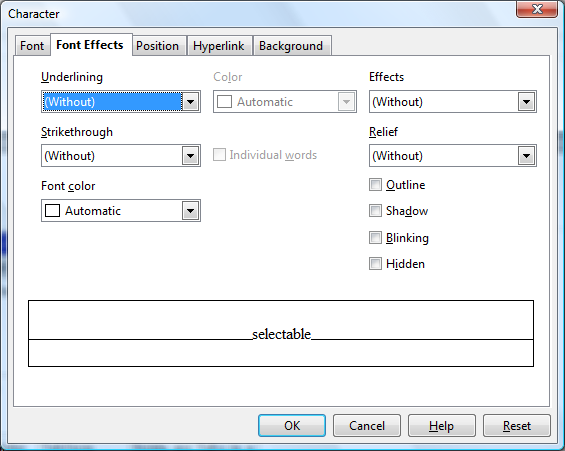 Character
Font Font Effects Position Hyperlink Background
Underlining Color Effects
(Without) Automatic (Without)
Strikethrough Relief
(Without) Individual words (Without)
Font color Outline
Automatic Shadow
Blinking
Hidden
selectable
OK Cancel Help Reset